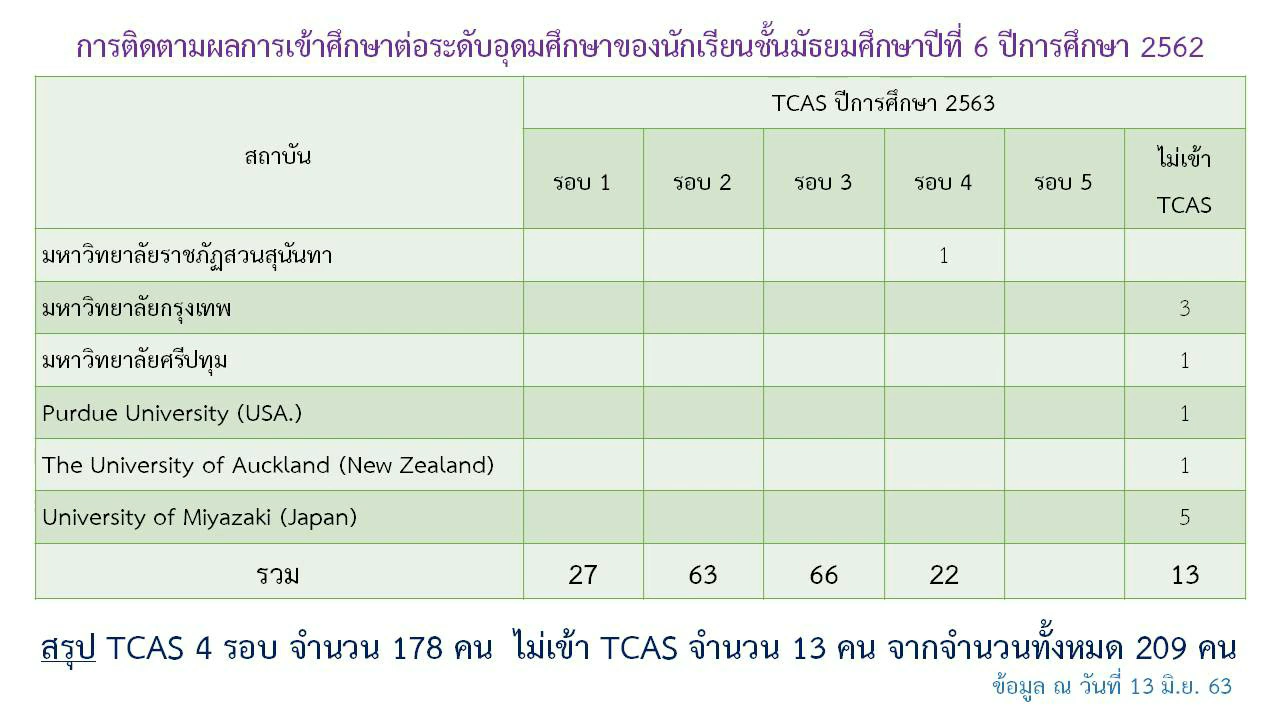 การติดตามผลการเข้าศึกษาต่อระดับอุดมศึกษาของนักเรียนชั้นมัธยมศึกษาปีที่ 6 ปีการศึกษา 2562
สถาบัน
TCAS ปีการศึกษา 2563
รอบ 1 รอบ 2 รอบ 3 รอบ 4 รอบ 5 ไม่เข้า
TCAS
มหาวิทยาลัยราชภัฏสวนสุนันทา 1
มหาวิทยาลัยกรุงเทพ 3
มหาวิทยาลัยศรีปทุม 1
Purdue University (USA.) 1
The University of Auckland (New Zealand) 1
University of Miyazaki (Japan) 5
รวม 27 63 66 22 13
สรุป TCAS 4 รอบ จำนวน 178 คน ไม่เข้า TCAS จำนวน 13 คน จากจำนวนทั้งหมด 209 คน
ข้อมูล ณ วันที่ 13 มิ.ย. 63